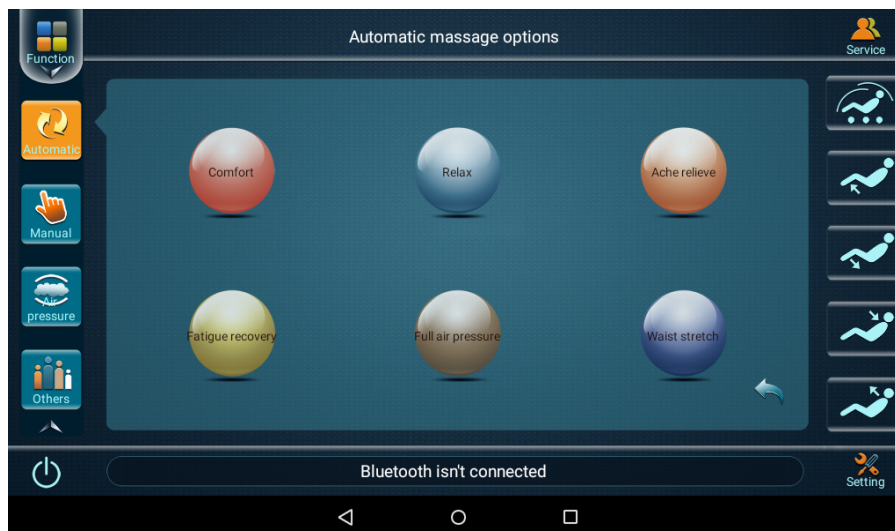 Function
Automatic massage options
Service
Automatic
Comfort
Relax
Ache relieve
Manual
Air
pressure
Fatigue recovery
Full air pressure
Waist stretch
Others
Bluetooth isn't connected
Setting